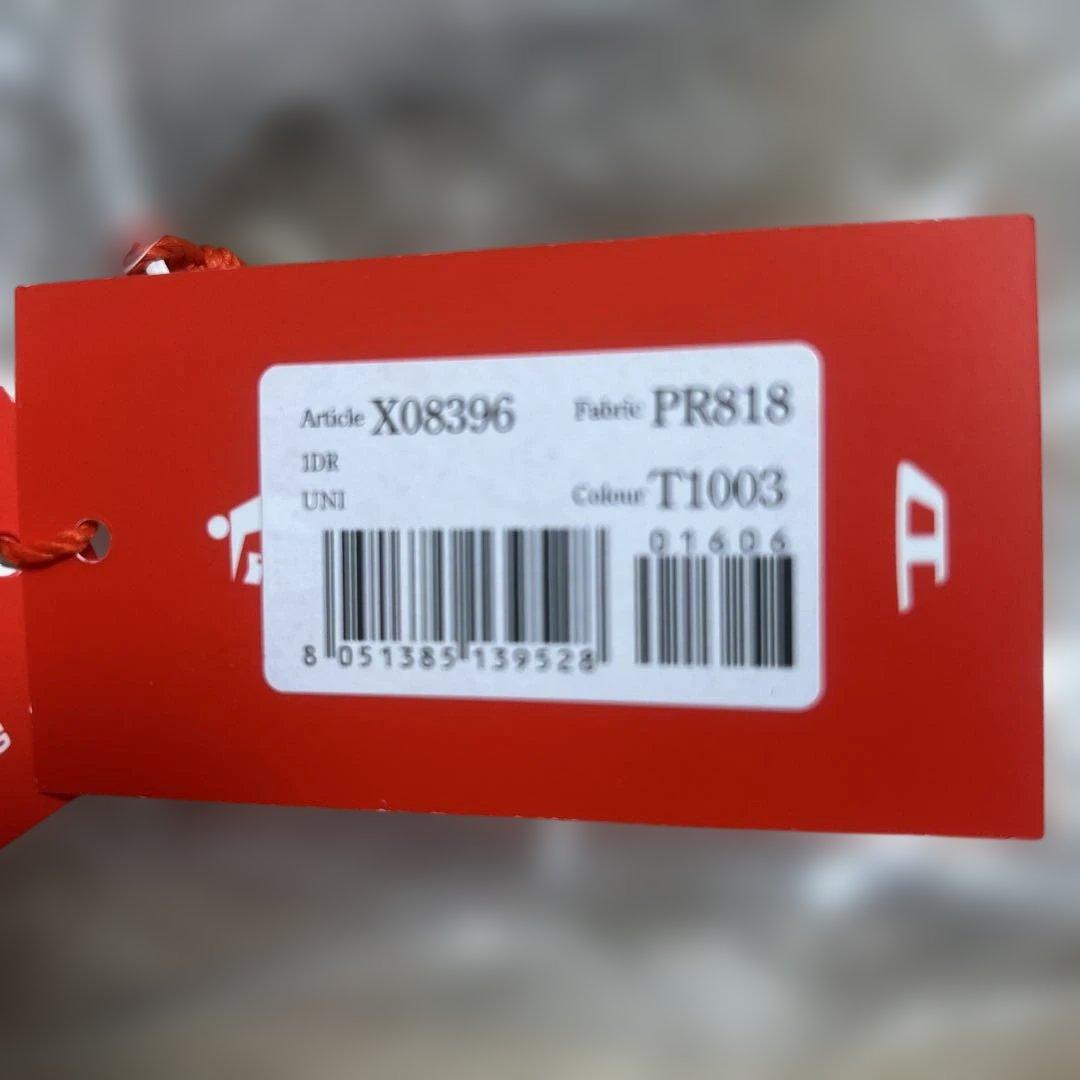 Article X08396 Fabric PR818
1DR
UNI Colour T1003
01606
8 051385 139528
D